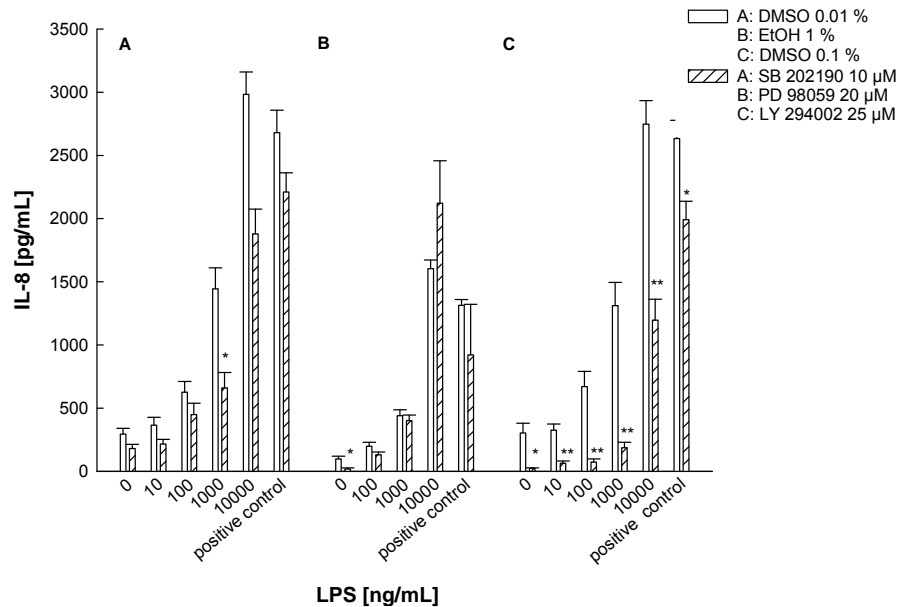 A: DMSO 0.01 %
B: EtOH 1 %
C: DMSO 0.1 %
A: SB 202190 10 µM
B: PD 98059 20 µM
C: LY 294002 25 µM
A
B
C
3500
3000
2500
2000
1500
1000
500
0
IL-8 [pg/mL]
*
*
*
**
**
**
**
*
0
10
100
1000
10000
positive control
0
100
1000
10000
positive control
0
10
100
1000
10000
positive control
LPS [ng/mL]